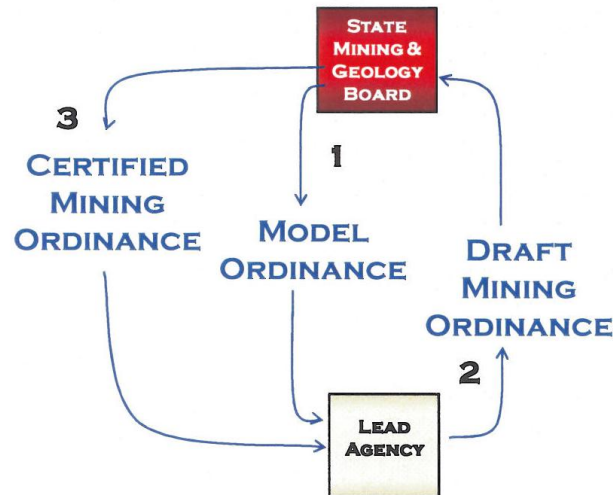 STATE
MINING &
GEOLOGY
BOARD
3
1
CERTIFIED
MINING
ORDINANCE
MODEL
ORDINANCE
DRAFT
MINING
ORDINANCE
2
LEAD
AGENCY